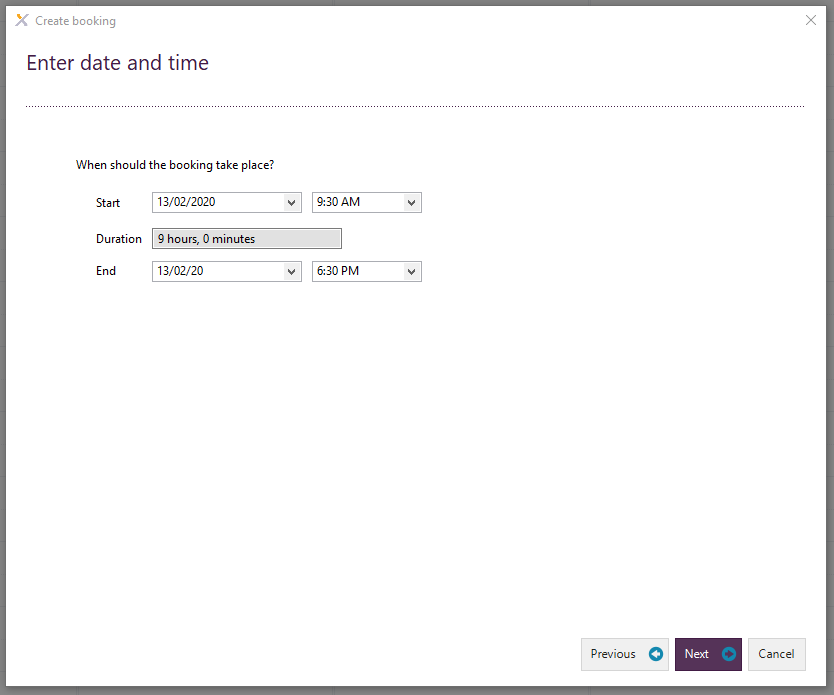 Create booking
Enter date and time
When should the booking take place?
Start 13/02/2020 9:30 AM
Duration 9 hours, 0 minutes
End 13/02/20 6:30 PM
Previous Next Cancel